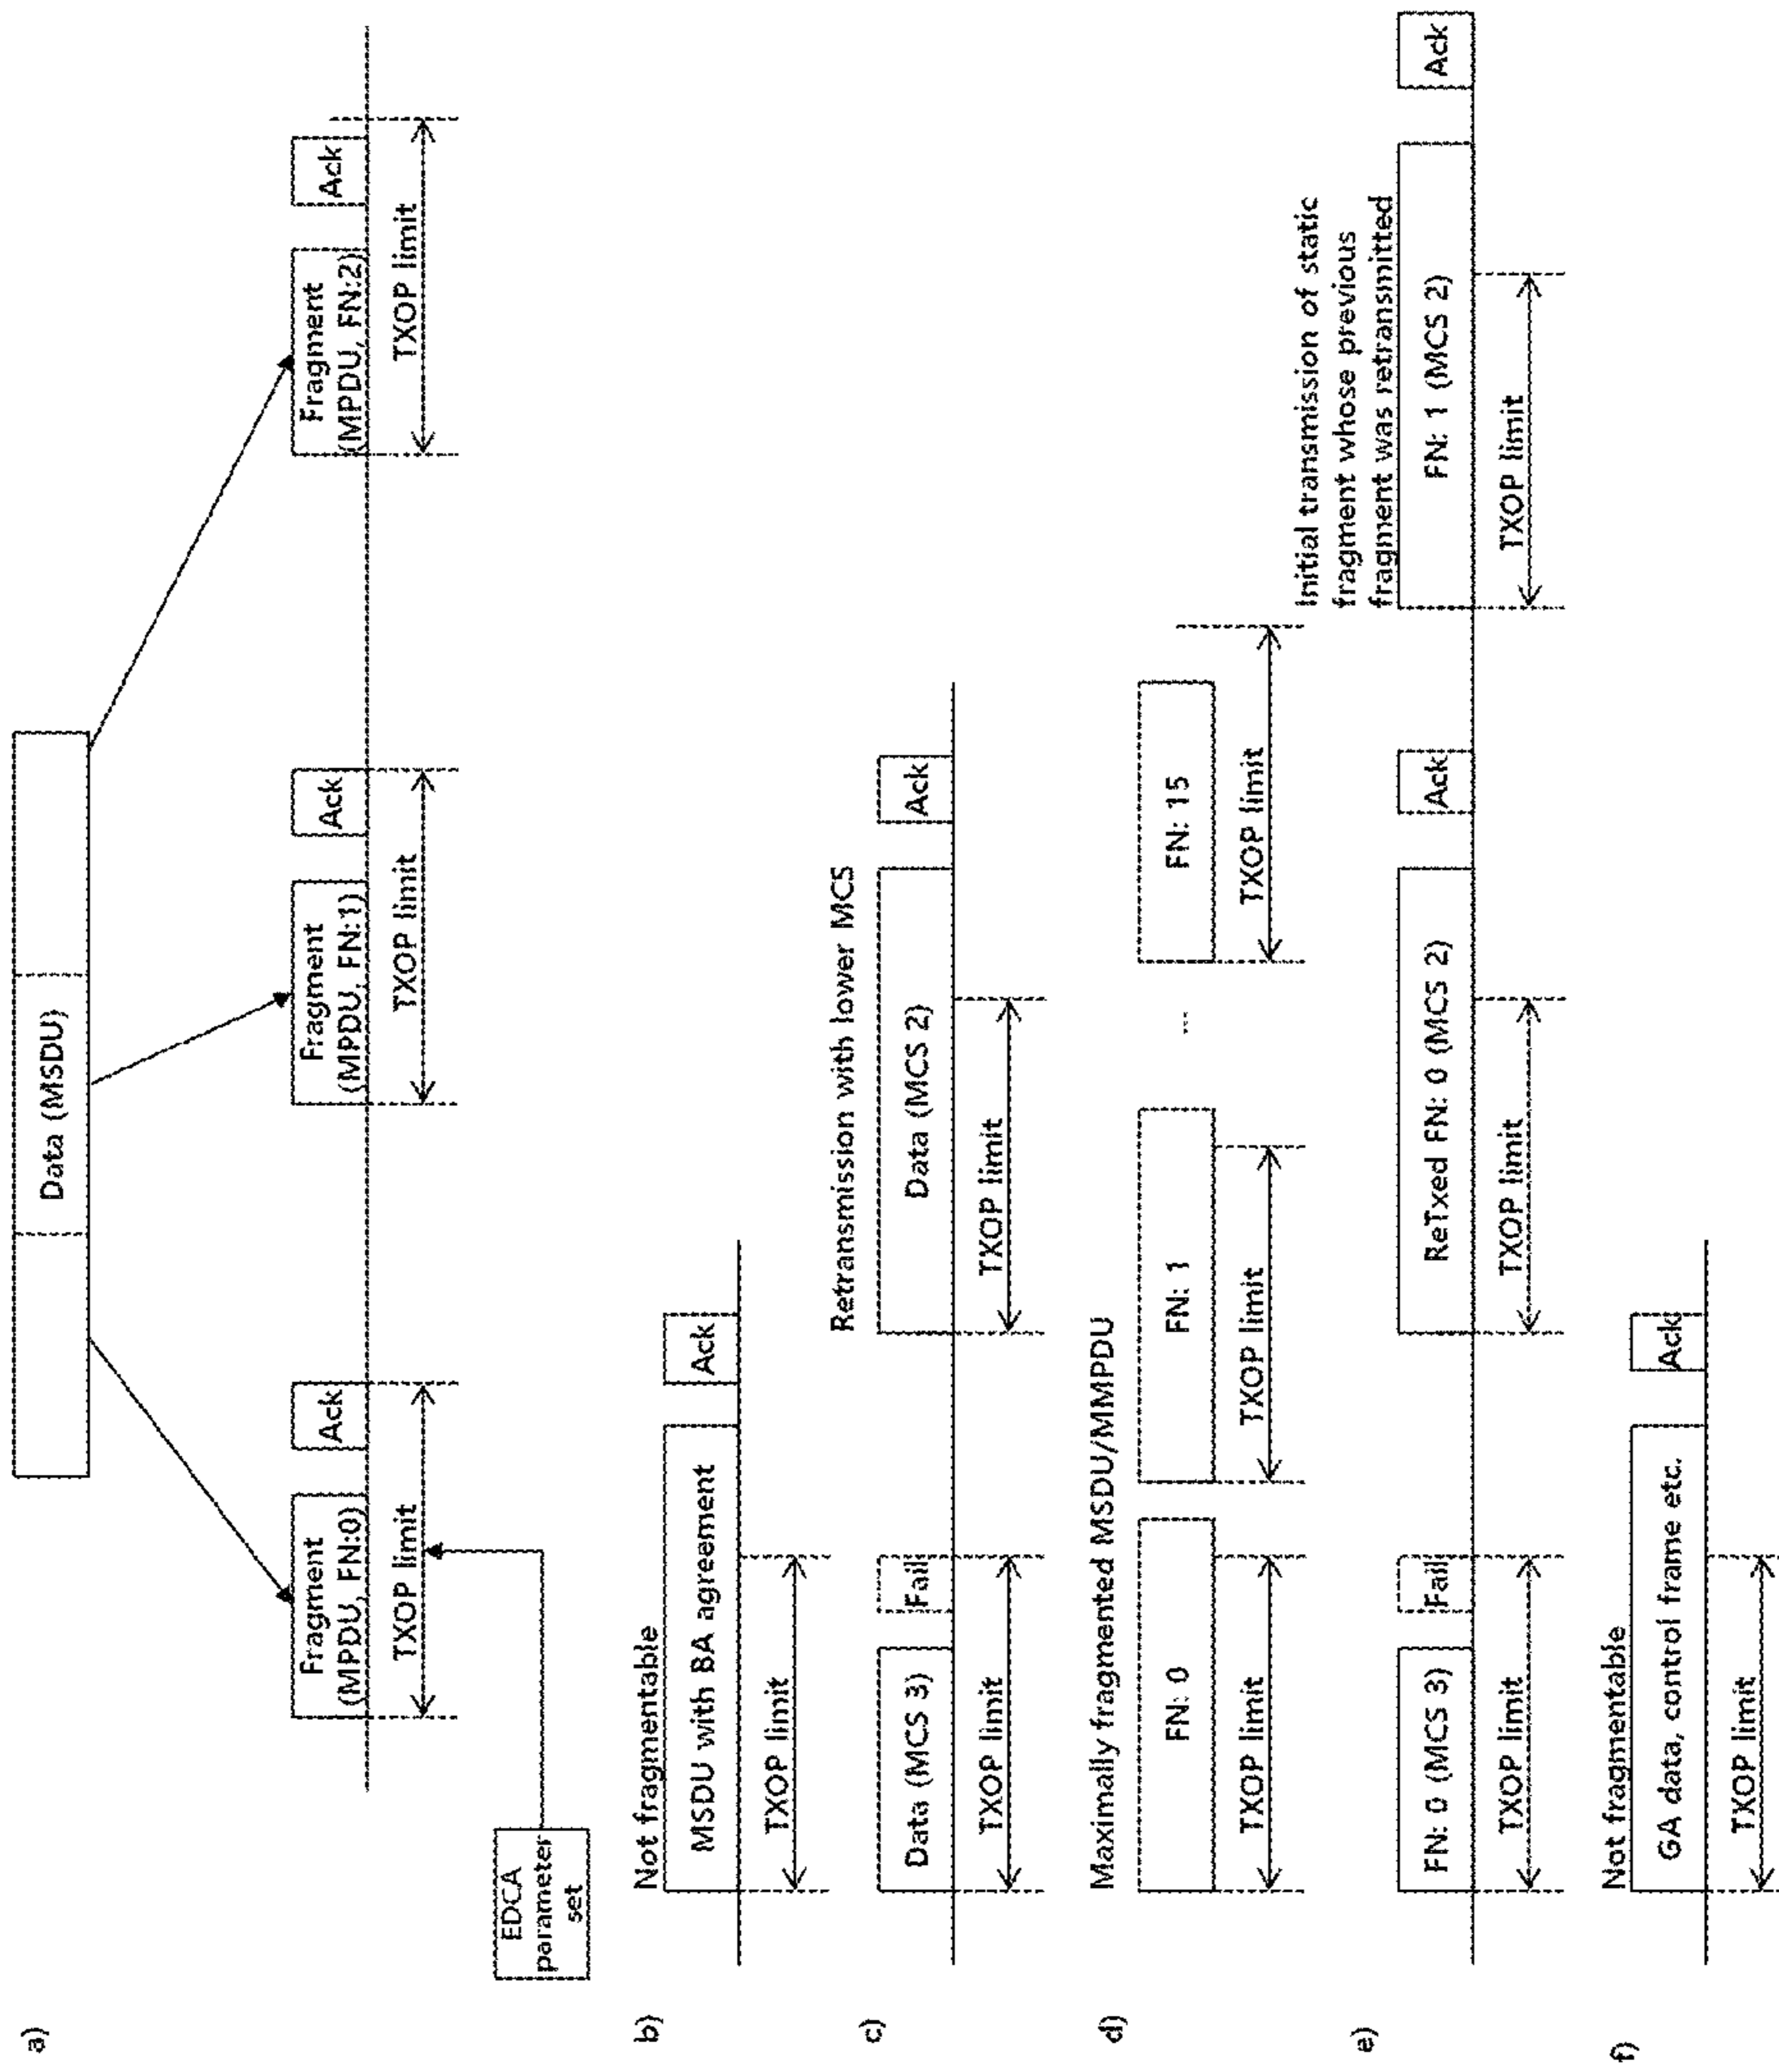 a)
Data (MSDU)
Fragment
(MPDU, FN:0)
Ack
Fragment
(MPDU, FN:1)
Ack
Fragment
(MPDU, FN:2)
Ack
TXOP limit
TXOP limit
TXOP limit
EDCA
parameter
set
b)
Not fragmentable
MSDU with BA agreement
Ack
TXOP limit
c)
Retransmission with lower MCS
Data (MCS 3)
Fail
Data (MCS 2)
Ack
TXOP limit
TXOP limit
d)
Maximally fragmented MSDU/MMPDU
FN: 0
FN: 1
...
FN: 15
TXOP limit
TXOP limit
TXOP limit
e)
Initial transmission of static
fragment whose previous
fragment was retransmitted
FN: 0 (MCS 3)
Fail
ReTxed FN: 0 (MCS 2)
Ack
FN: 1 (MCS 2)
Ack
TXOP limit
TXOP limit
TXOP limit
f)
Not fragmentable
GA data, control frame etc.
Ack
TXOP limit